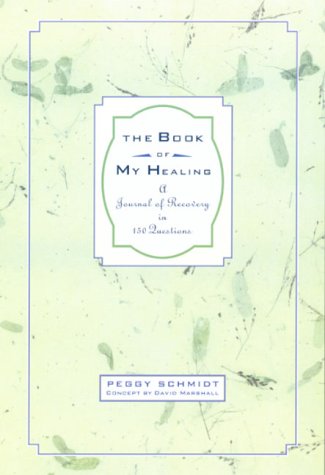 THE BOOK
OF
MY HEALING
A
Journal of Recovery
in
150 Questions
PEGGY SCHMIDT
CONCEPT BY DAVID MARSHALL